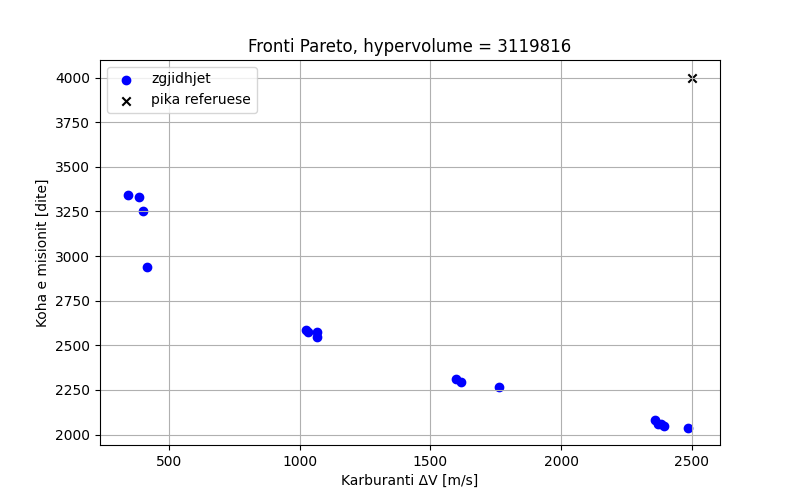 Fronti Pareto, hypervolume = 3119816
zgjidhjet
pika referuese
4000
3750
3500
3250
3000
2750
2500
2250
2000
Koha e misionit [dite]
500
1000
1500
2000
2500
Karburanti ΔV [m/s]